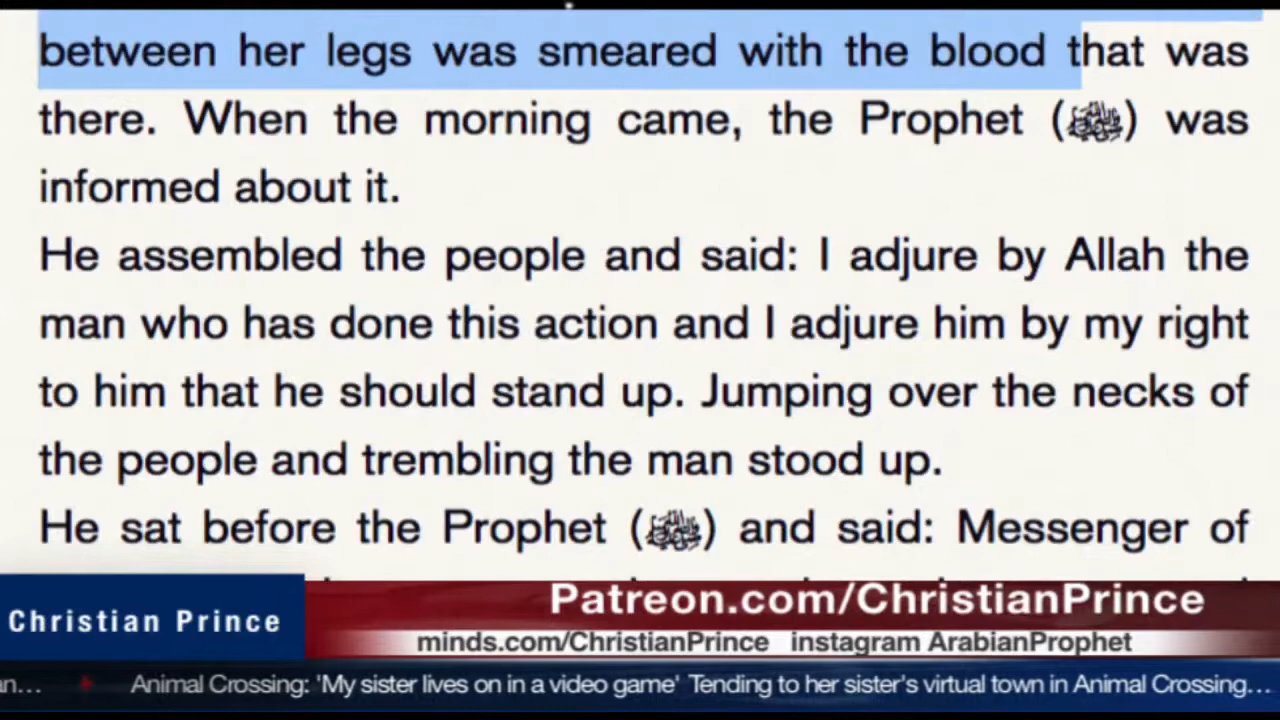 between her legs was smeared with the blood that was
there. When the morning came, the Prophet (ﷺ) was
informed about it.
He assembled the people and said: I adjure by Allah the
man who has done this action and I adjure him by my right
to him that he should stand up. Jumping over the necks of
the people and trembling the man stood up.
He sat before the Prophet (ﷺ) and said: Messenger of
Christian Prince
Patreon.com/ChristianPrince
minds.com/ChristianPrince instagram ArabianProphet
an... Animal Crossing: 'My sister lives on in a video game' Tending to her sister's virtual town in Animal Crossing...